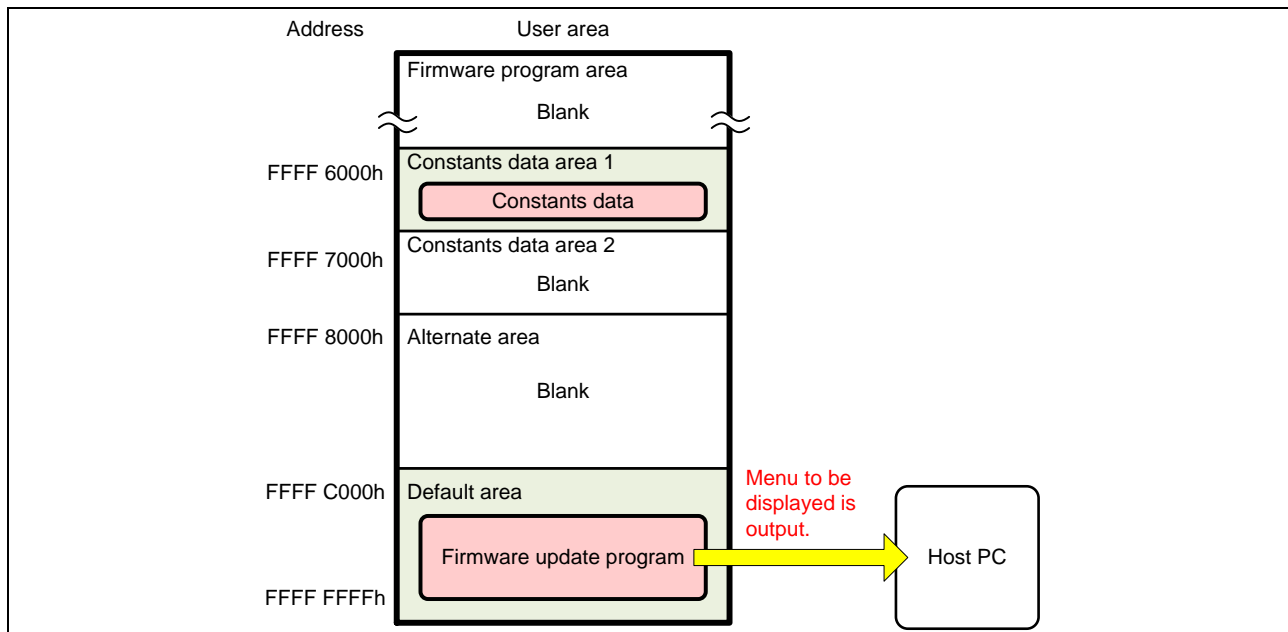 Address
User area
Firmware program area
Blank
FFFF 6000h
Constants data area 1
Constants data
FFFF 7000h
Constants data area 2
Blank
FFFF 8000h
Alternate area
Blank
FFFF C000h
Default area
Menu to be
displayed is
output.
Firmware update program
Host PC
FFFF FFFFh